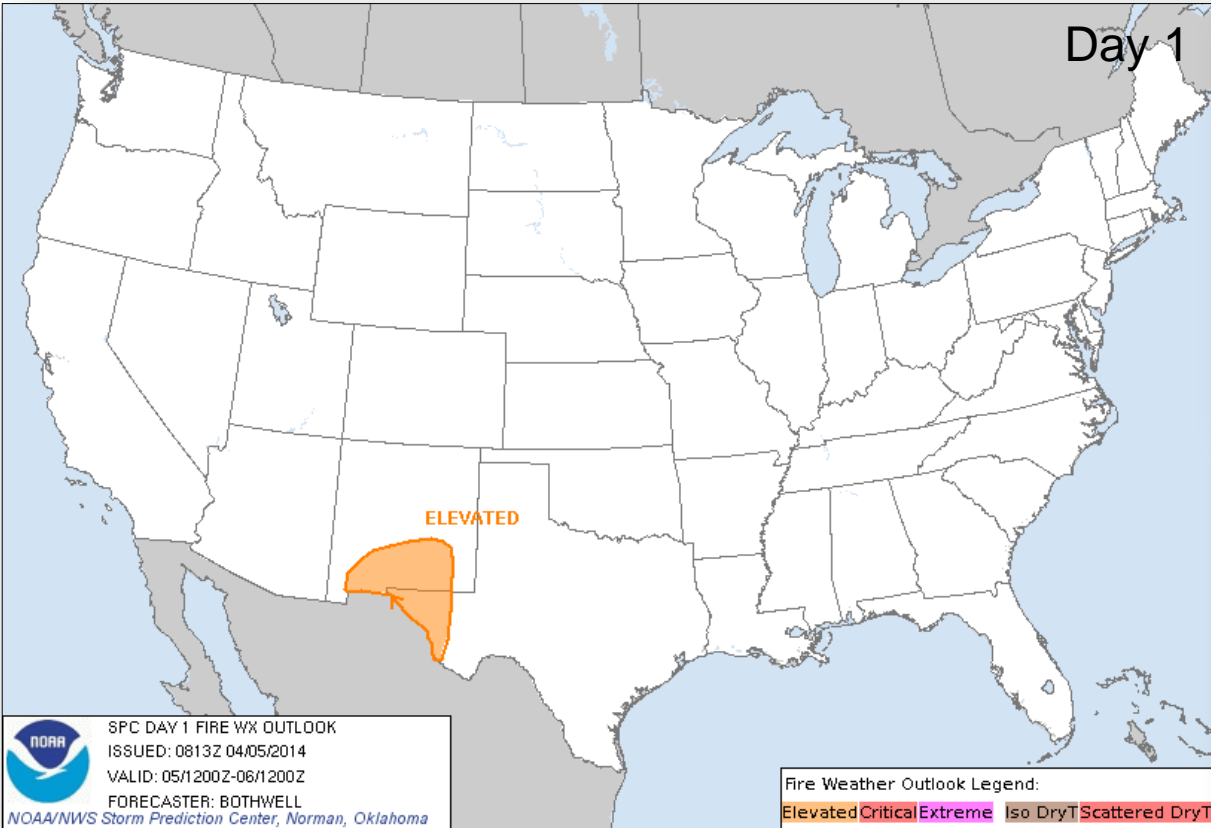 Day 1
ELEVATED
NOAA
SPC DAY 1 FIRE WX OUTLOOK
ISSUED: 0813Z 04/05/2014
VALID: 05/1200Z-06/1200Z
FORECASTER: BOTHWELL
NOAA/NWS Storm Prediction Center, Norman, Oklahoma
Fire Weather Outlook Legend:
Elevated Critical Extreme Iso DryT Scattered DryT